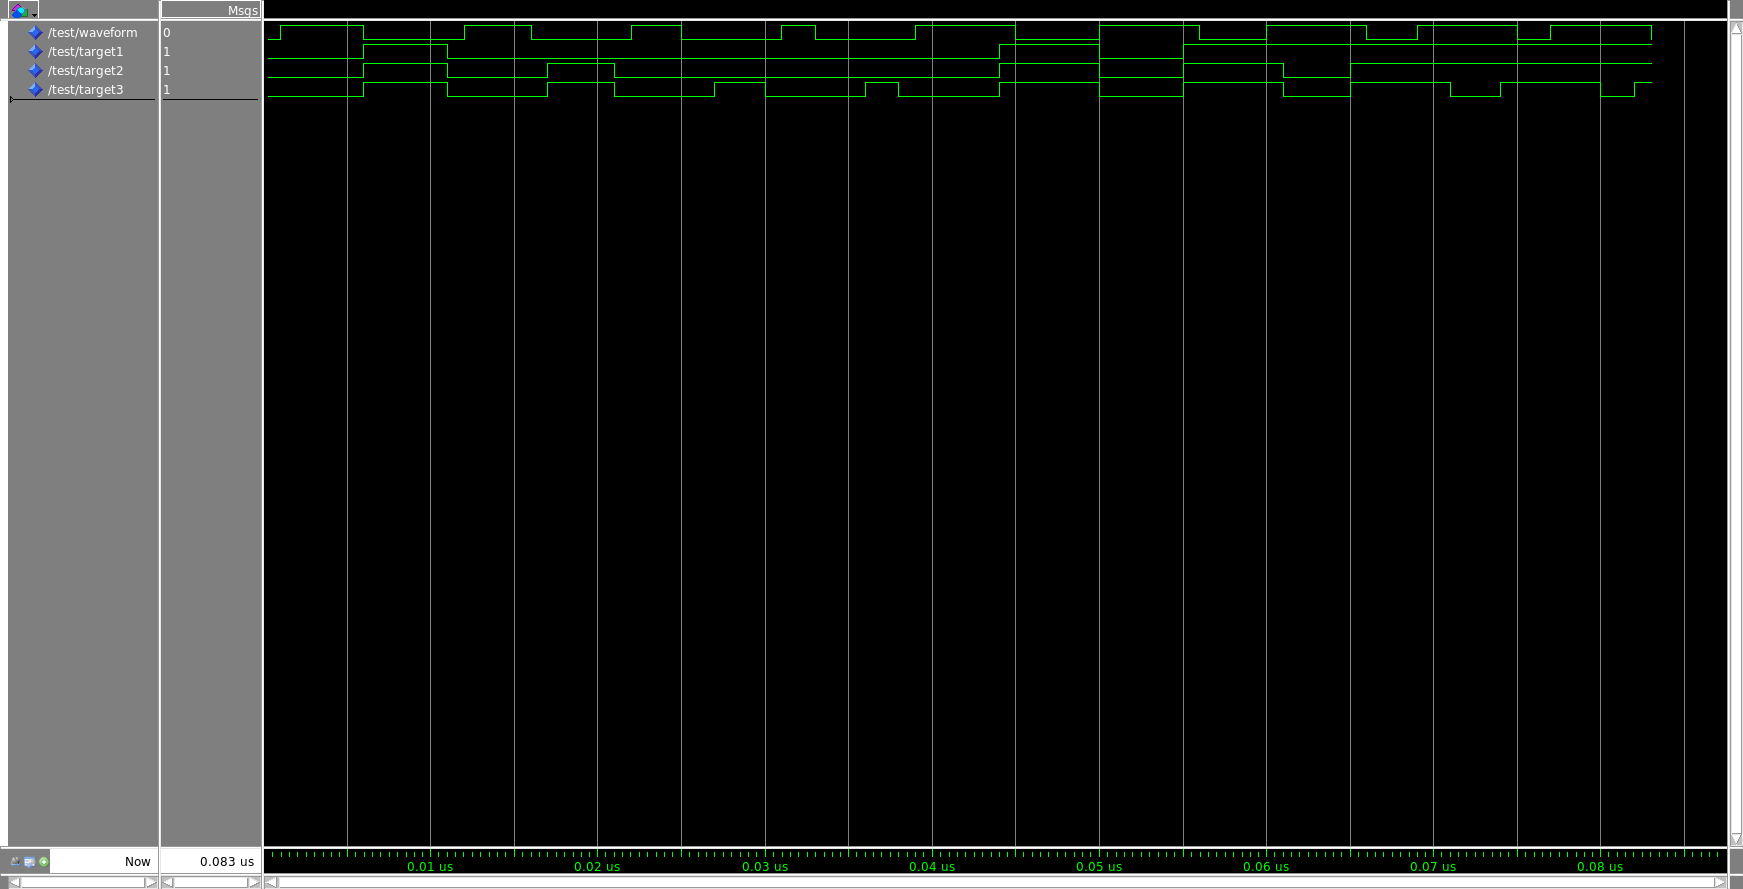 Msgs
/test/waveform 0
/test/target1 1
/test/target2 1
/test/target3 1
Now 0.083 us
0.01 us 0.02 us 0.03 us 0.04 us 0.05 us 0.06 us 0.07 us 0.08 us